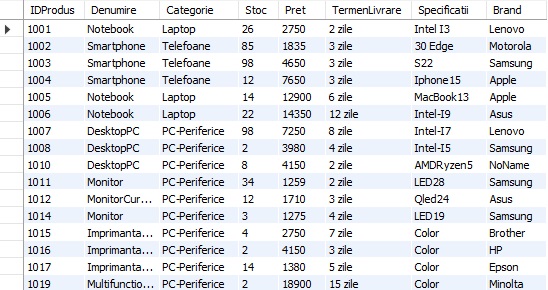 IDProdus Denumire Categorie Stoc Pret TermenLivrare Specificatii Brand
1001 Notebook Laptop 26 2750 2 zile Intel I3 Lenovo
1002 Smartphone Telefoane 85 1835 3 zile 30 Edge Motorola
1003 Smartphone Telefoane 98 4650 3 zile S22 Samsung
1004 Smartphone Telefoane 12 7650 3 zile Iphone15 Apple
1005 Notebook Laptop 14 12900 6 zile MacBook13 Apple
1006 Notebook Laptop 22 14350 12 zile Intel-I9 Asus
1007 DesktopPC PC-Periferice 98 7250 8 zile Intel-I7 Lenovo
1008 DesktopPC PC-Periferice 2 3980 4 zile Intel-I5 Samsung
1010 DesktopPC PC-Periferice 8 4150 2 zile AMDRyzen5 NoName
1011 Monitor PC-Periferice 34 1259 2 zile LED28 Samsung
1012 MonitorCur... PC-Periferice 12 1710 3 zile Qled24 Asus
1014 Monitor PC-Periferice 3 1275 4 zile LED19 Samsung
1015 Imprimanta... PC-Periferice 4 2750 7 zile Color Brother
1016 Imprimanta... PC-Periferice 2 4150 3 zile Color HP
1017 Imprimanta... PC-Periferice 14 1380 5 zile Color Epson
1019 Multifunctio... PC-Periferice 2 18900 15 zile Color Minolta